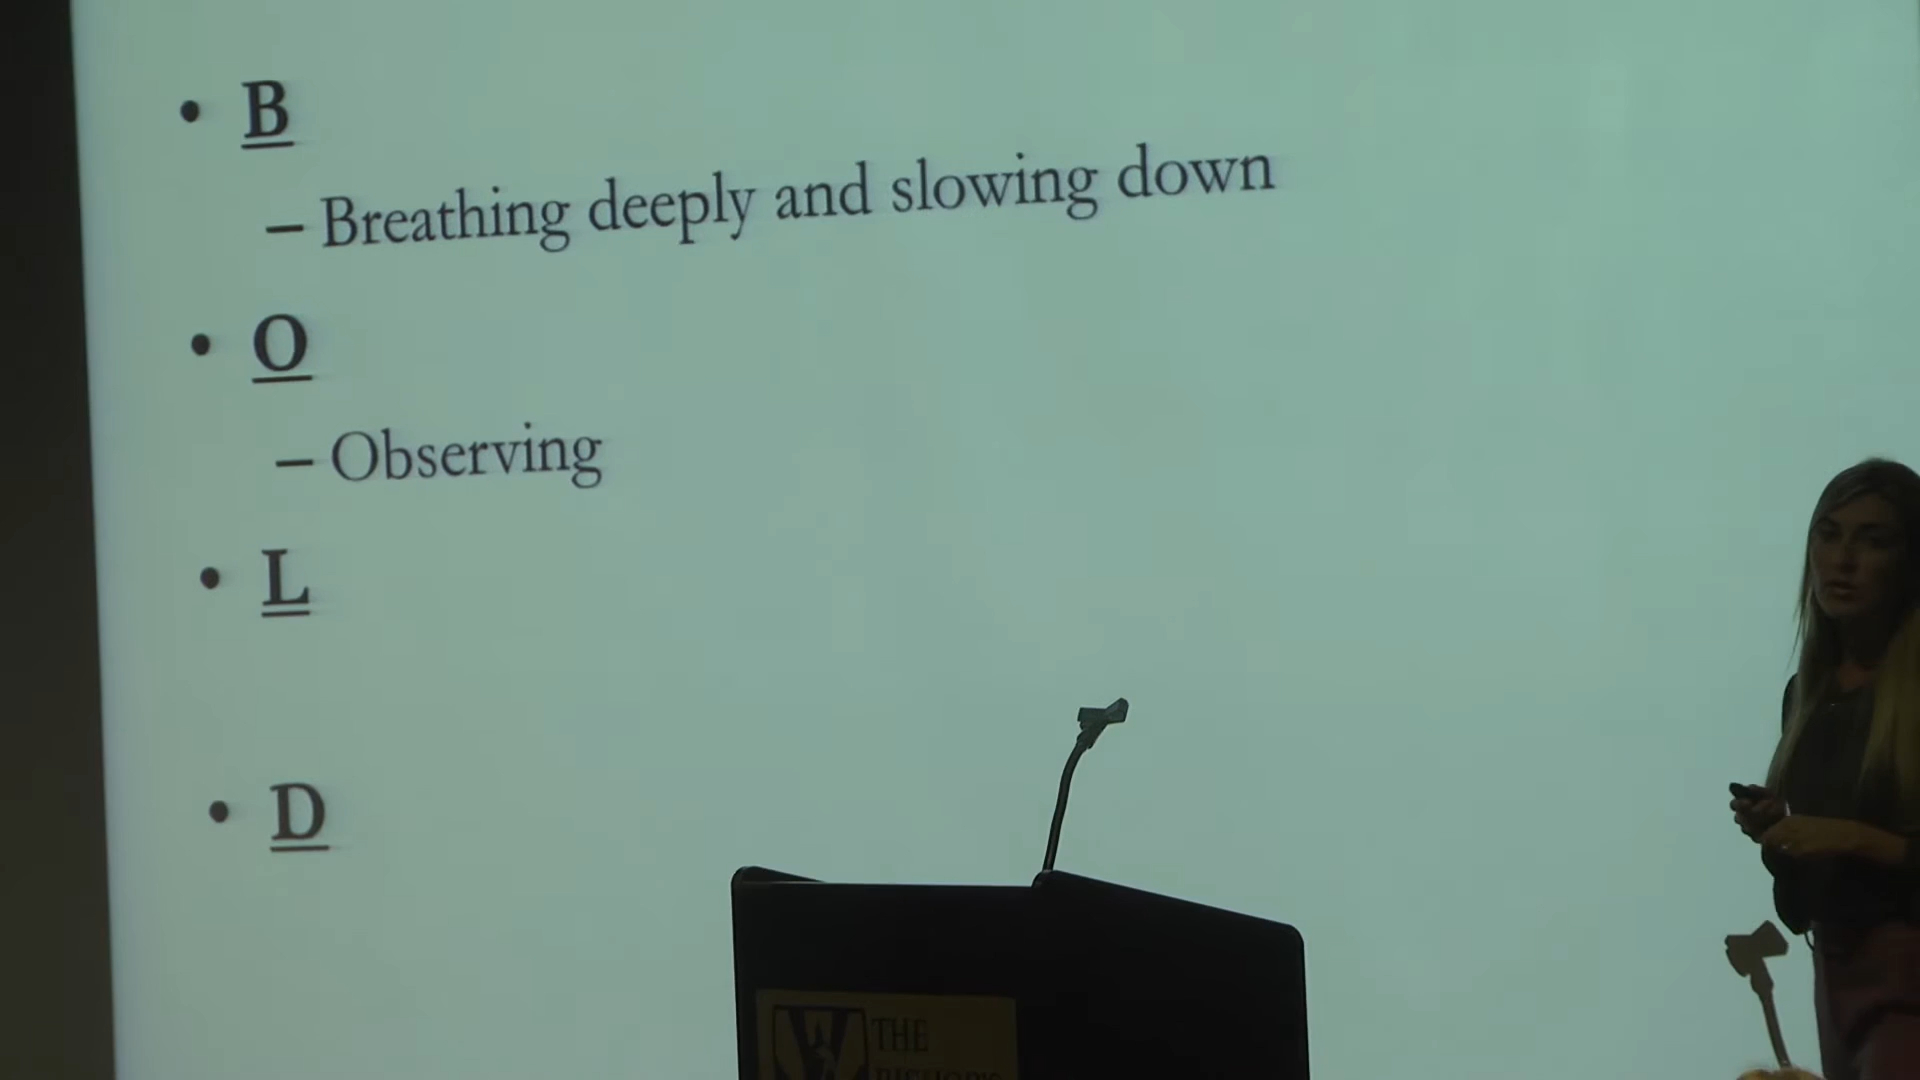 • B
– Breathing deeply and slowing down
• O
– Observing
• L
• D
THE